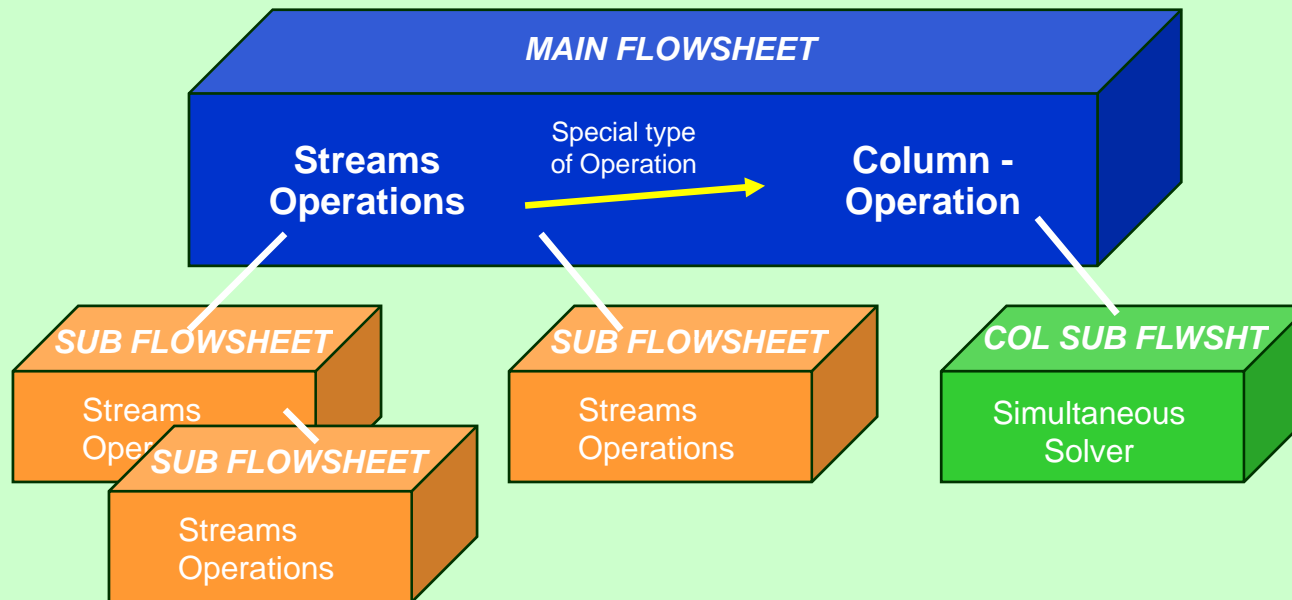 MAIN FLOWSHEET
Special type
of Operation
Streams
Operations
Column -
Operation
SUB FLOWSHEET
Streams
Oper
SUB FLOWSHEET
Streams
Operations
SUB FLOWSHEET
Streams
Operations
COL SUB FLWSHT
Simultaneous
Solver